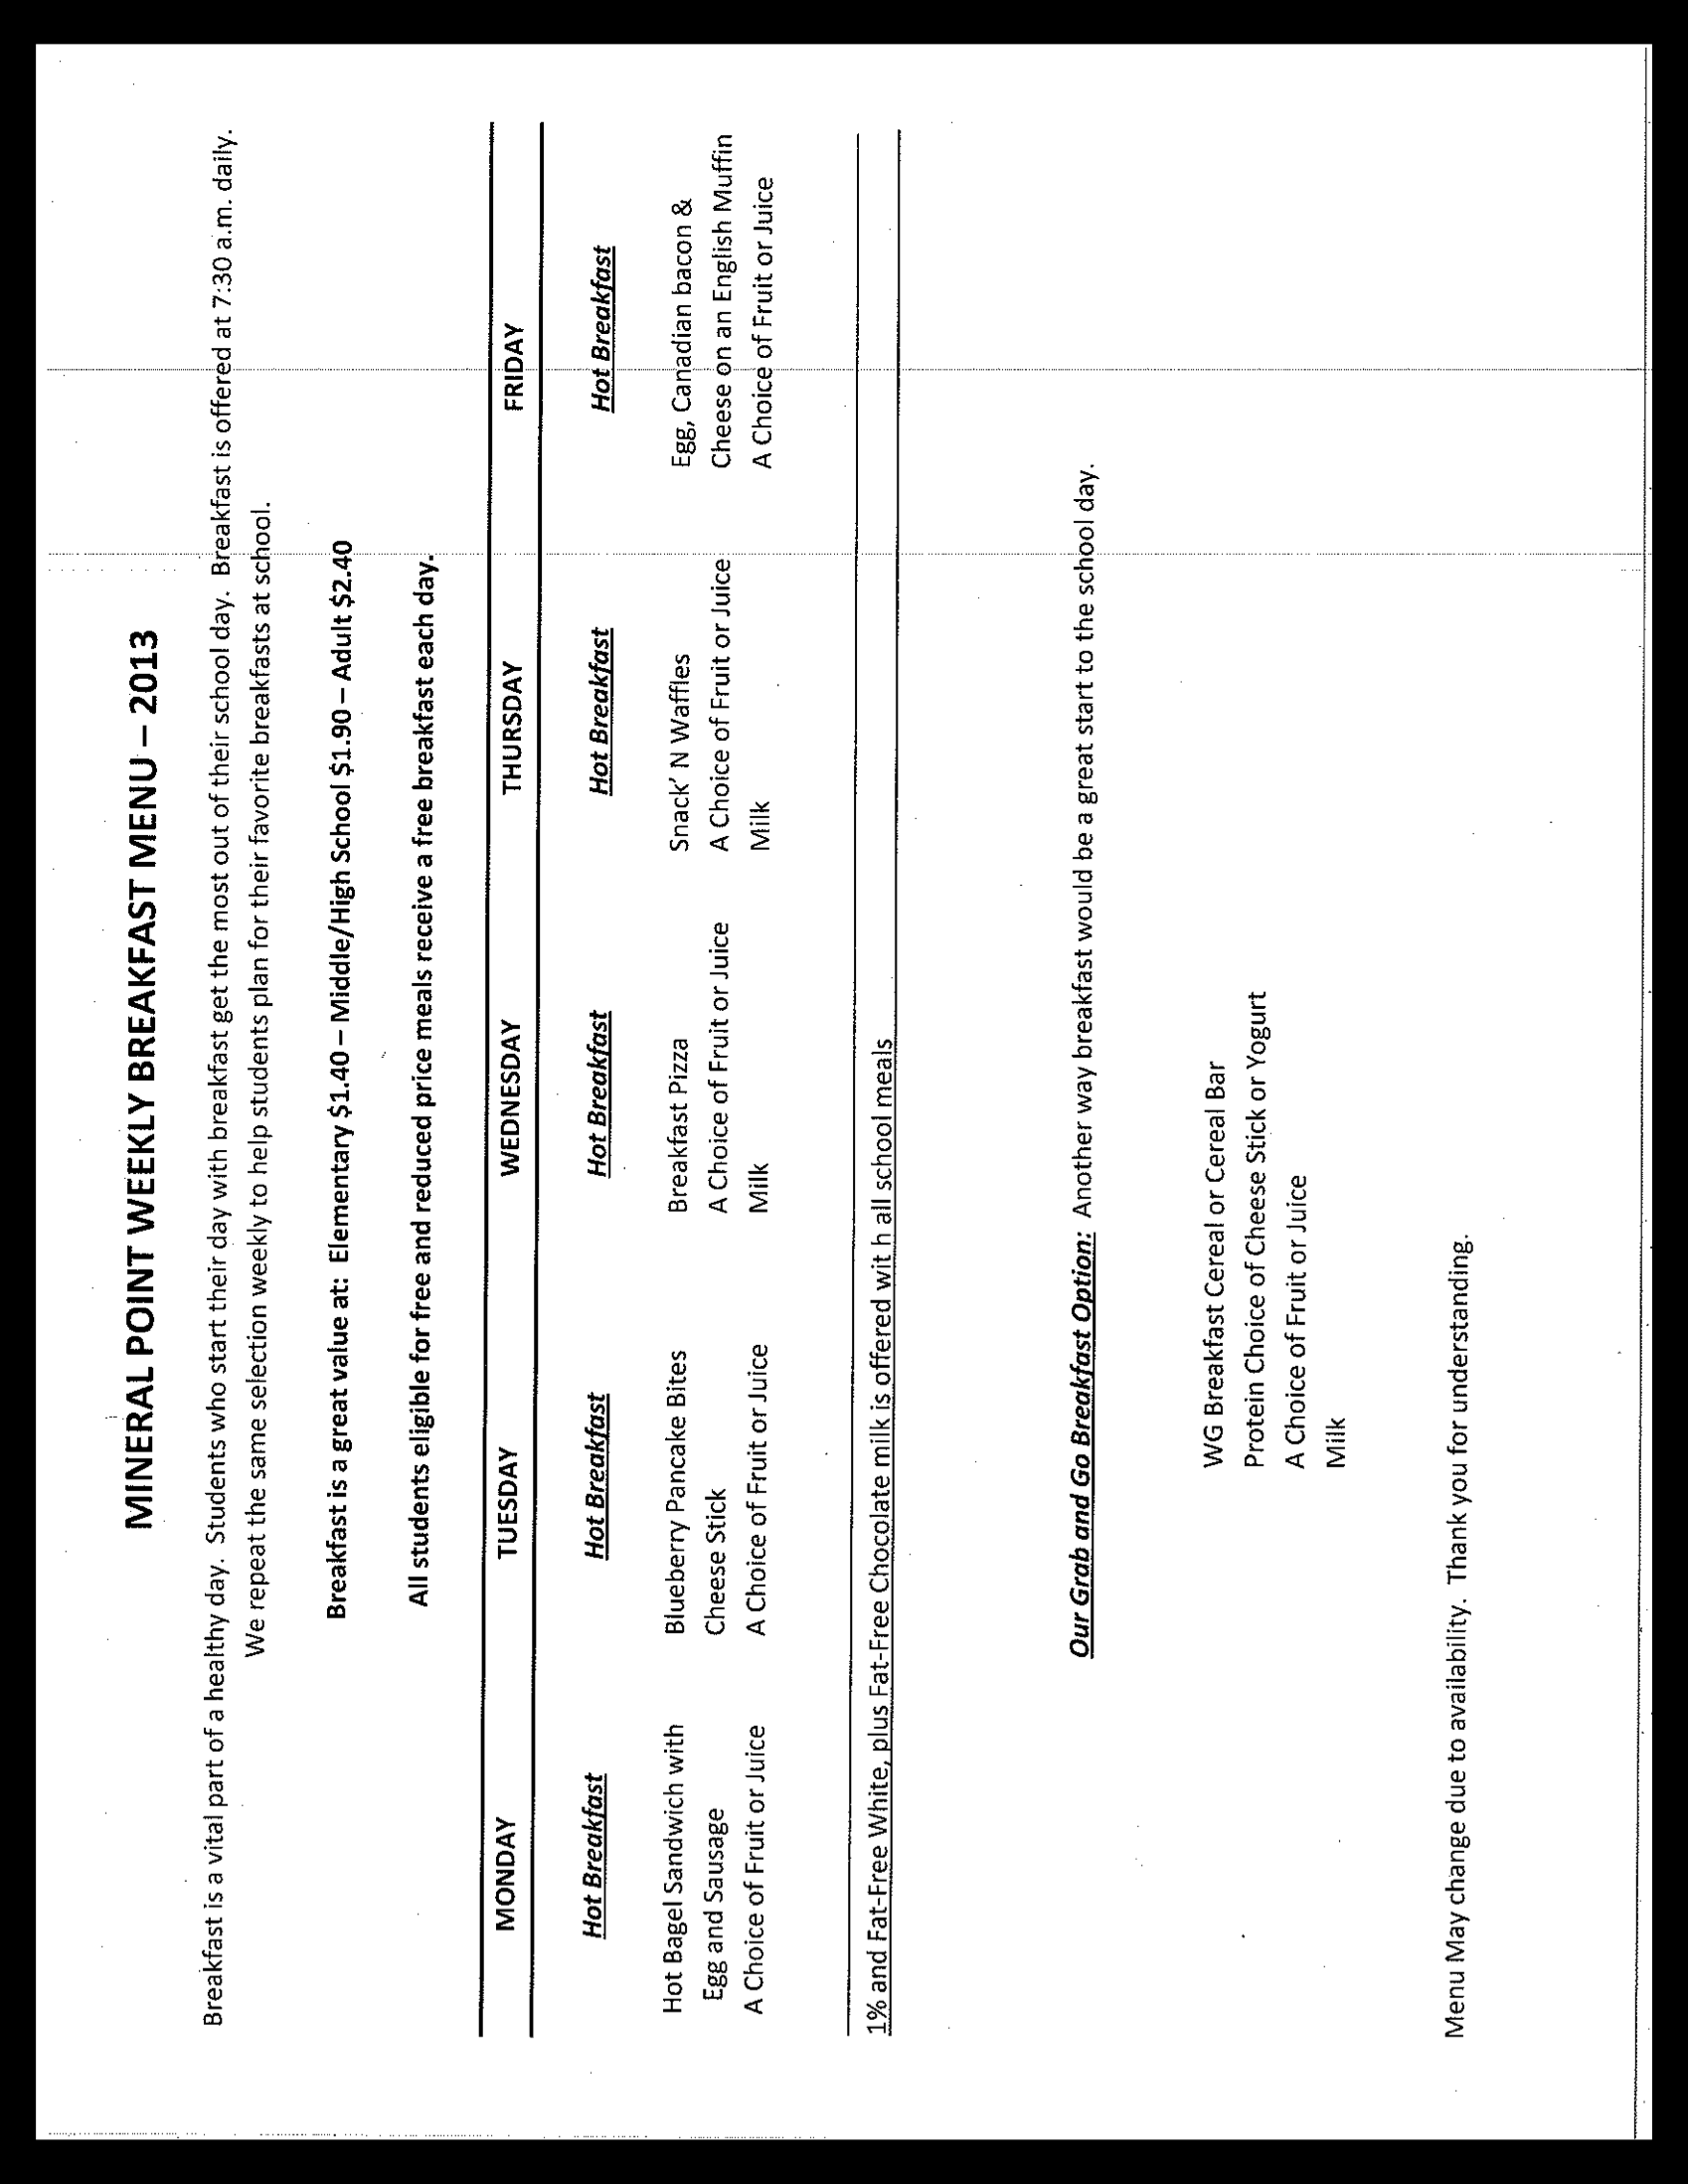 MINERAL POINT WEEKLY BREAKFAST MENU – 2013
Breakfast is a vital part of a healthy day.  Students who start their day with breakfast get the most out of their school day.  Breakfast is offered at 7:30 a.m. daily.
We repeat the same selection weekly to help students plan for their favorite breakfasts at school.
Breakfast is a great value at:  Elementary $1.40 – Middle/High School $1.90 – Adult $2.40
All students eligible for free and reduced price meals receive a free breakfast each day.
MONDAY TUESDAY WEDNESDAY THURSDAY FRIDAY
Hot Breakfast Hot Breakfast Hot Breakfast Hot Breakfast Hot Breakfast
Hot Bagel Sandwich with Blueberry Pancake Bites Breakfast Pizza Snack' N Waffles Egg, Canadian bacon &
Egg and Sausage Cheese Stick A Choice of Fruit or Juice A Choice of Fruit or Juice Cheese on an English Muffin
A Choice of Fruit or Juice A Choice of Fruit or Juice Milk Milk A Choice of Fruit or Juice
1% and Fat-Free White, plus Fat-Free Chocolate milk is offered wit h all school meals
Our Grab and Go Breakfast Option:  Another way breakfast would be a great start to the school day.
WG Breakfast Cereal or Cereal Bar
Protein Choice of Cheese Stick or Yogurt
A Choice of Fruit or Juice
Milk
Menu May change due to availability.  Thank you for understanding.